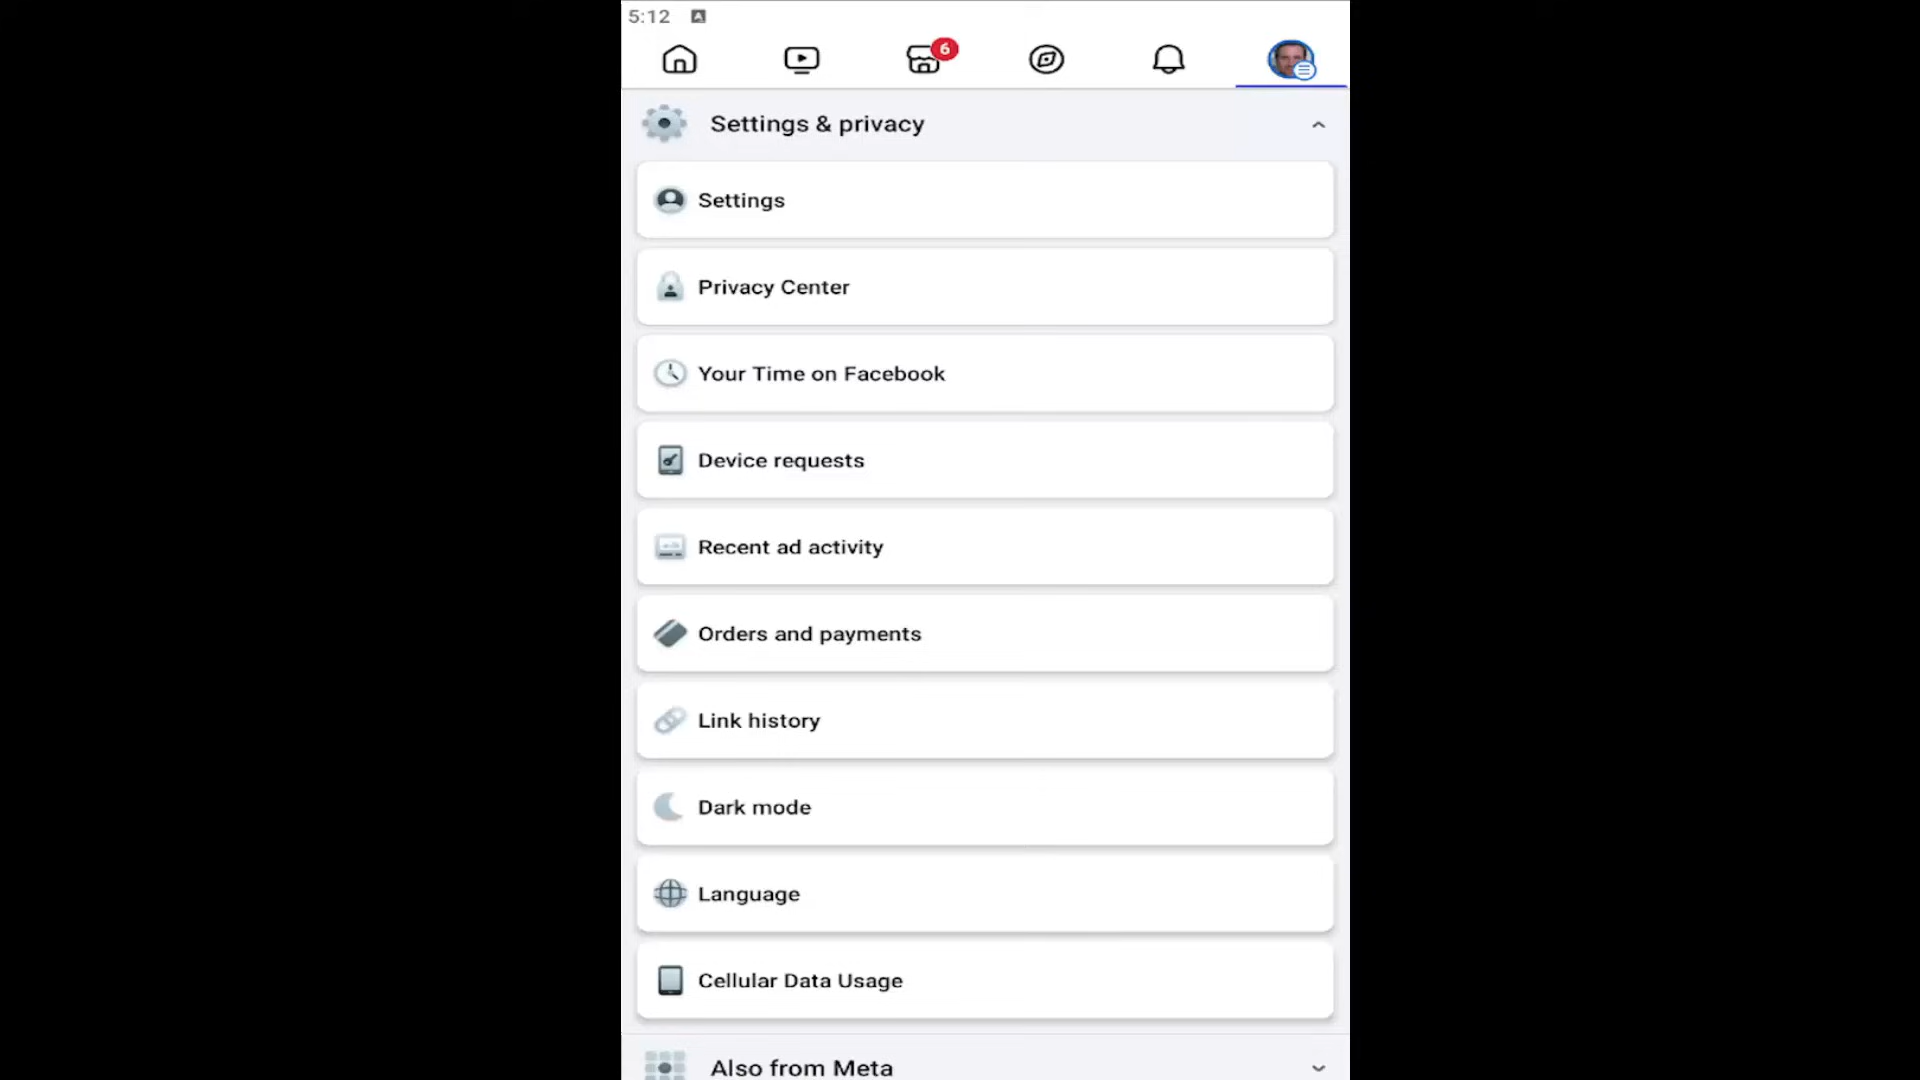 5:12
6
Settings & privacy
Settings
Privacy Center
Your Time on Facebook
Device requests
Recent ad activity
Orders and payments
Link history
Dark mode
Language
Cellular Data Usage
Also from Meta